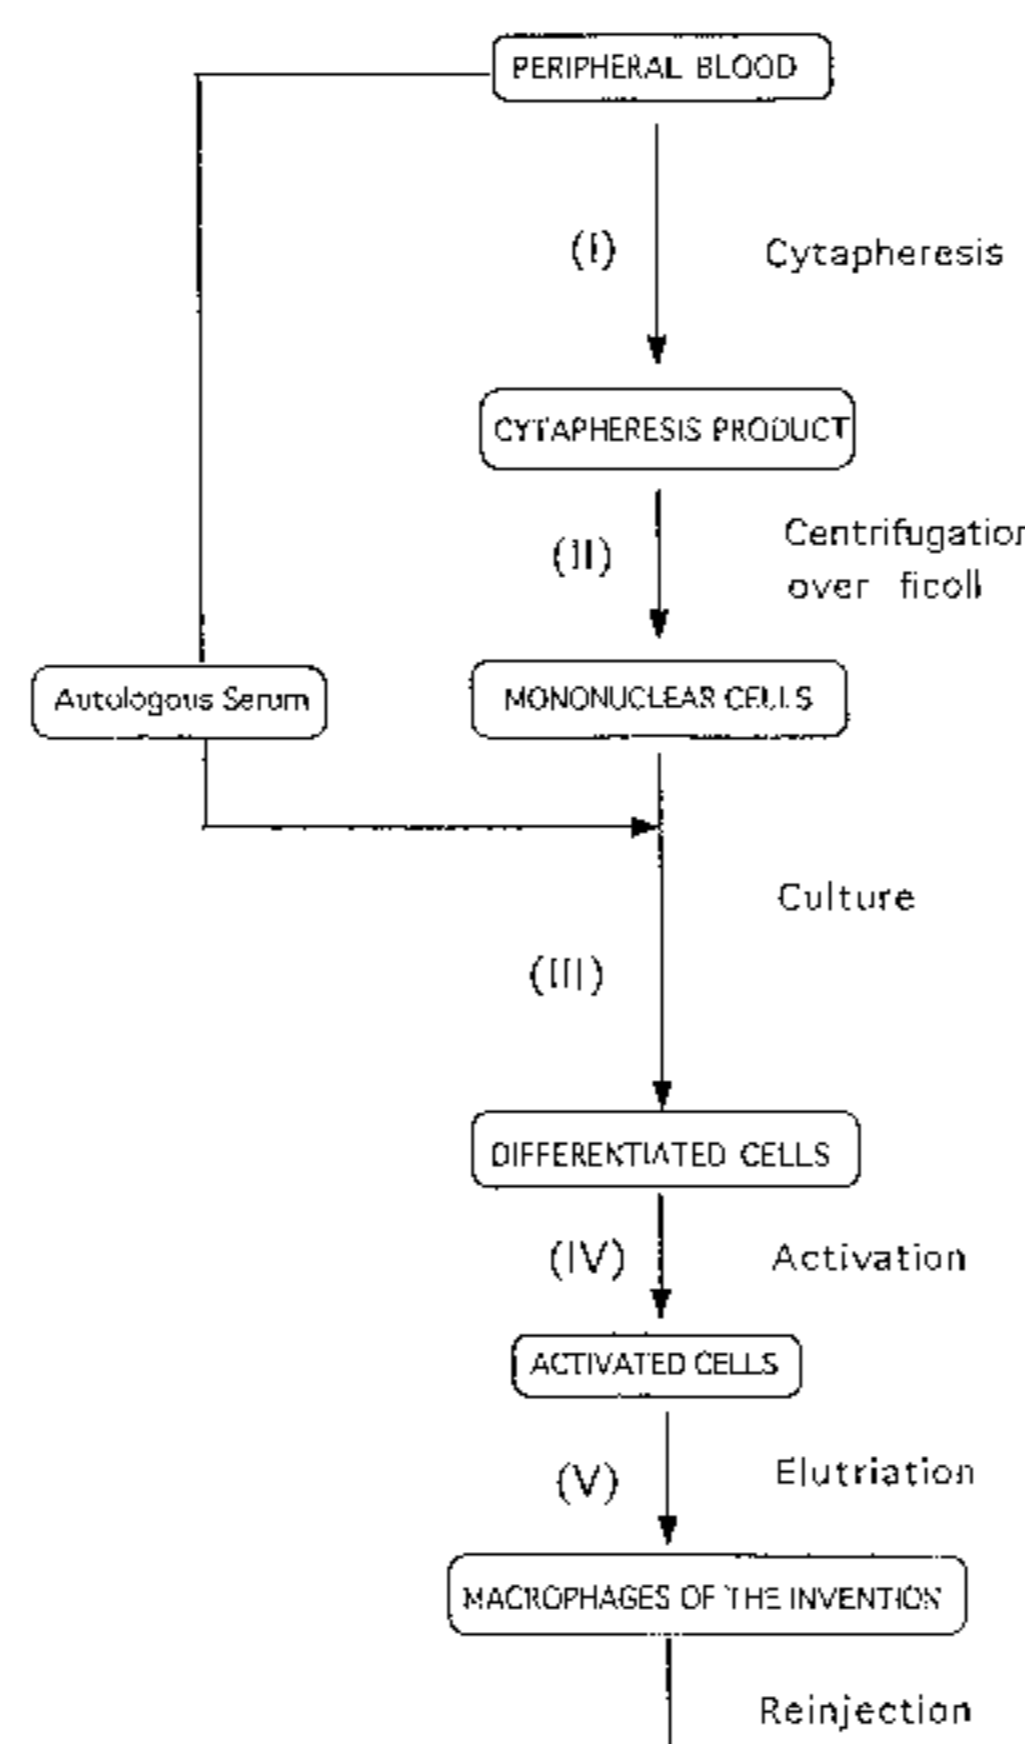 PERIPHERAL BLOOD
(I)
Cytapheresis
CYTAPHERESIS PRODUCT
(II)
Centrifugation
over ficoll
Autologous Serum
MONONUCLEAR CELLS
Culture
(III)
DIFFERENTIATED CELLS
(IV)
Activation
ACTIVATED CELLS
(V)
Elutriation
MACROPHAGES OF THE INVENTION
Reinjection